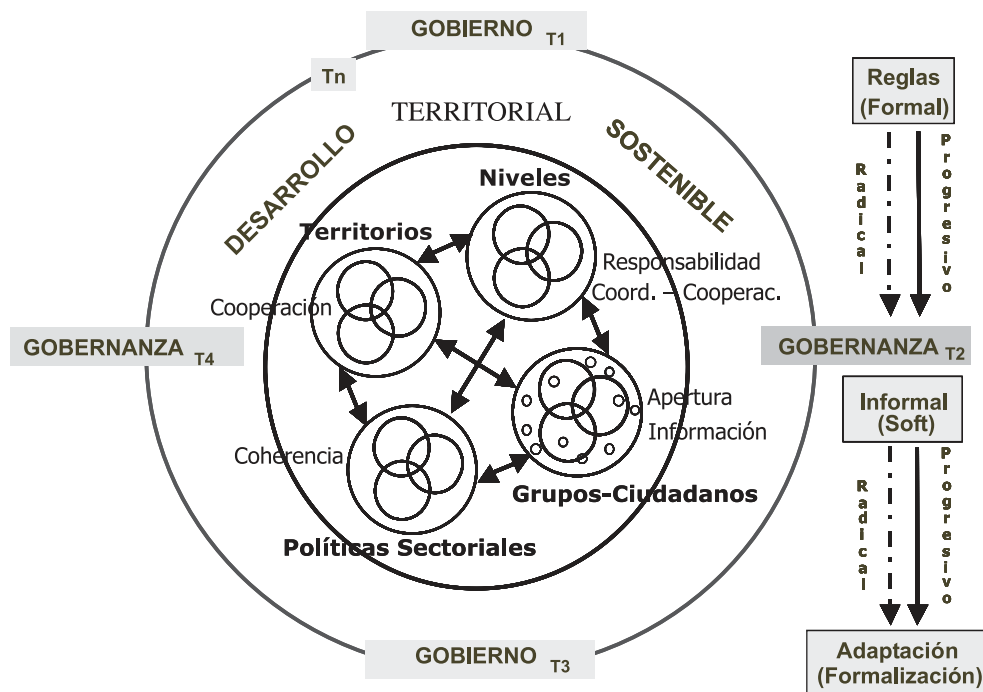 GOBIERNO T1
Tn
TERRITORIAL
DESARROLLO
SOSTENIBLE
Niveles
Territorios
Responsabilidad
Coord. – Cooperac.
Cooperación
GOBERNANZA T4
GOBERNANZA T2
Apertura
Información
Coherencia
Grupos-Ciudadanos
Políticas Sectoriales
GOBIERNO T3
Reglas
(Formal)
Radical
Progresivo
Informal
(Soft)
Radical
Progresivo
Adaptación
(Formalización)